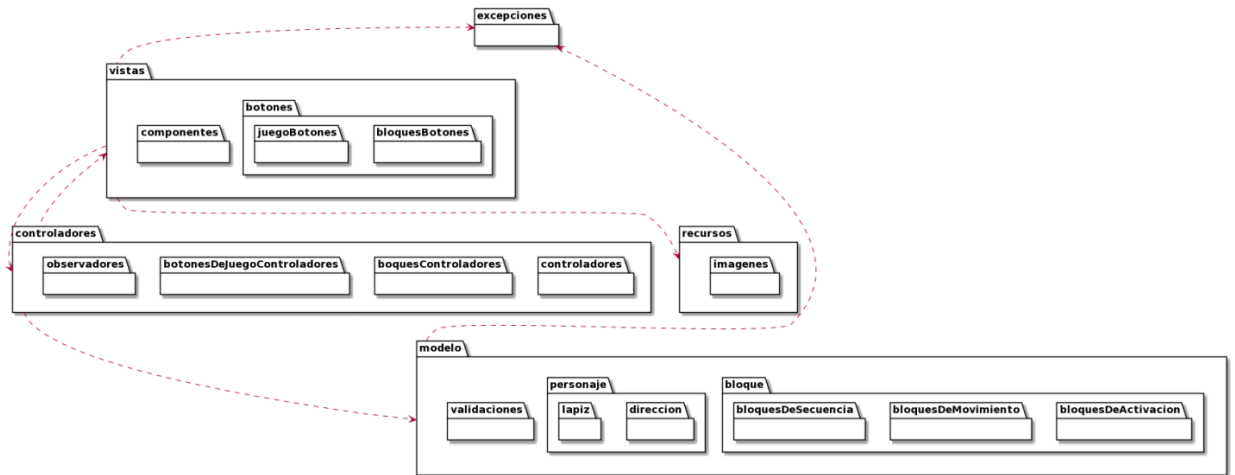 excepciones
vistas
botones
componentes
juegoBotones
bloquesBotones
controladores
recursos
observadores
botonesDeJuegoControladores
boquesControladores
controladores
imagenes
modelo
personaje
bloque
validaciones
lapiz
direccion
bloquesDeSecuencia
bloquesDeMovimiento
bloquesDeActivacion